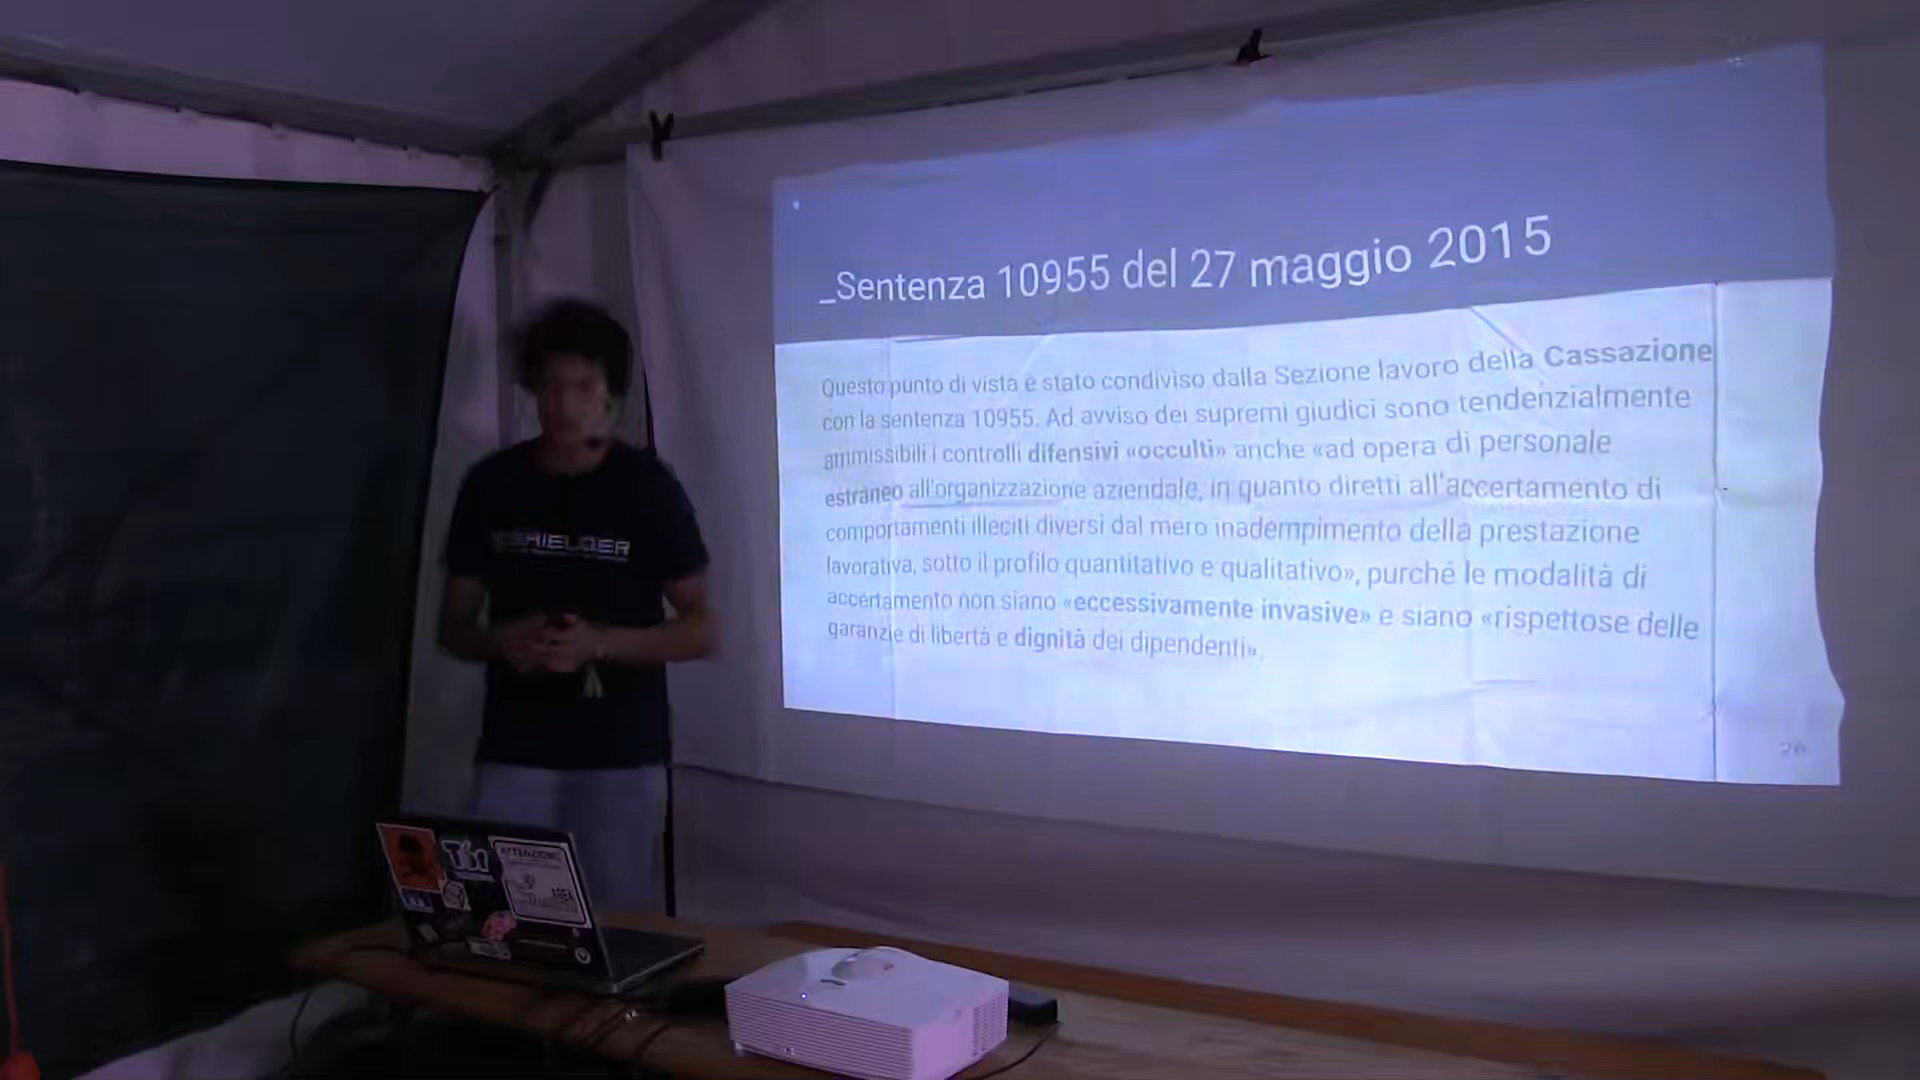 _Sentenza 10955 del 27 maggio 2015
Questo punto di vista è stato condiviso dalla Sezione lavoro della Cassazione
con la sentenza 10955. Ad avviso dei supremi giudici sono tendenzialmente
ammissibili i controlli difensivi «occulti» anche «ad opera di personale
estraneo all'organizzazione aziendale, in quanto diretti all'accertamento di
comportamenti illeciti diversi dal mero inadempimento della prestazione
lavorativa, sotto il profilo quantitativo e qualitativo», purché le modalità di
accertamento non siano «eccessivamente invasive» e siano «rispettose delle
garanzie di libertà e dignità dei dipendenti».
26
Tor
AREA